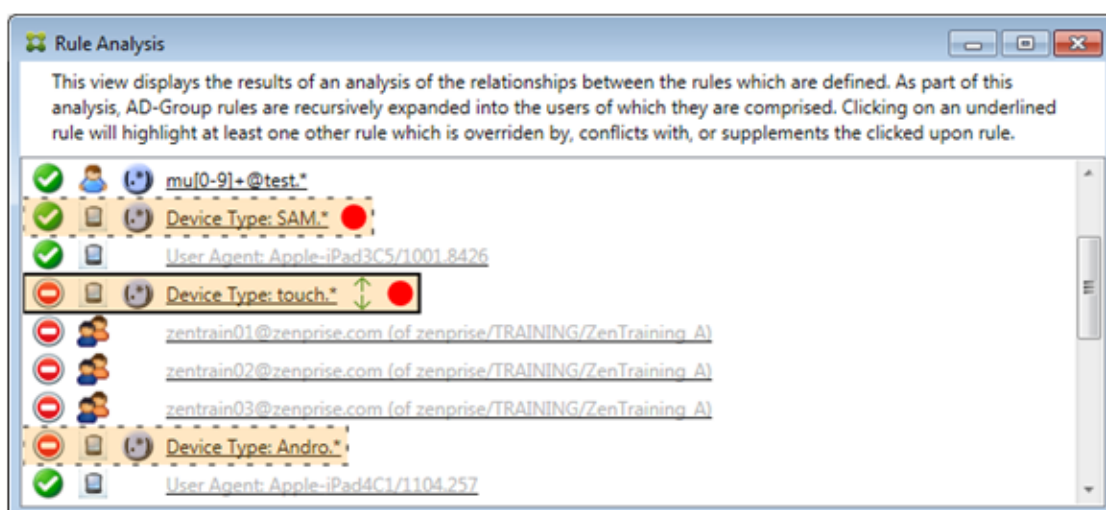 Rule Analysis
This view displays the results of an analysis of the relationships between the rules which are defined. As part of this
analysis, AD-Group rules are recursively expanded into the users of which they are comprised. Clicking on an underlined
rule will highlight at least one other rule which is overriden by, conflicts with, or supplements the clicked upon rule.
(.*) mu[0-9]+@test.*
(.*) Device Type: SAM.*
User Agent: Apple-iPad3C5/1001.8426
(.*) Device Type: touch.*
zentrain01@zenprise.com (of zenprise/TRAINING/ZenTraining A)
zentrain02@zenprise.com (of zenprise/TRAINING/ZenTraining A)
zentrain03@zenprise.com (of zenprise/TRAINING/ZenTraining A)
(.*) Device Type: Andro.*
User Agent: Apple-iPad4C1/1104.257